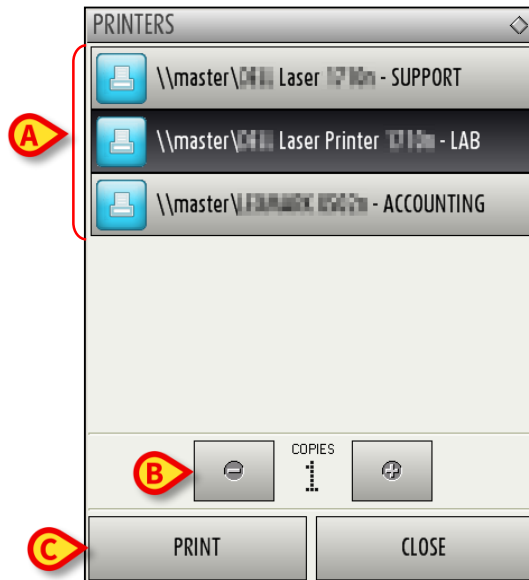 PRINTERS
\\master\ Laser - SUPPORT
A
\\master\ Laser Printer - LAB
\\master\ - ACCOUNTING
COPIES
B
1
C
PRINT
CLOSE